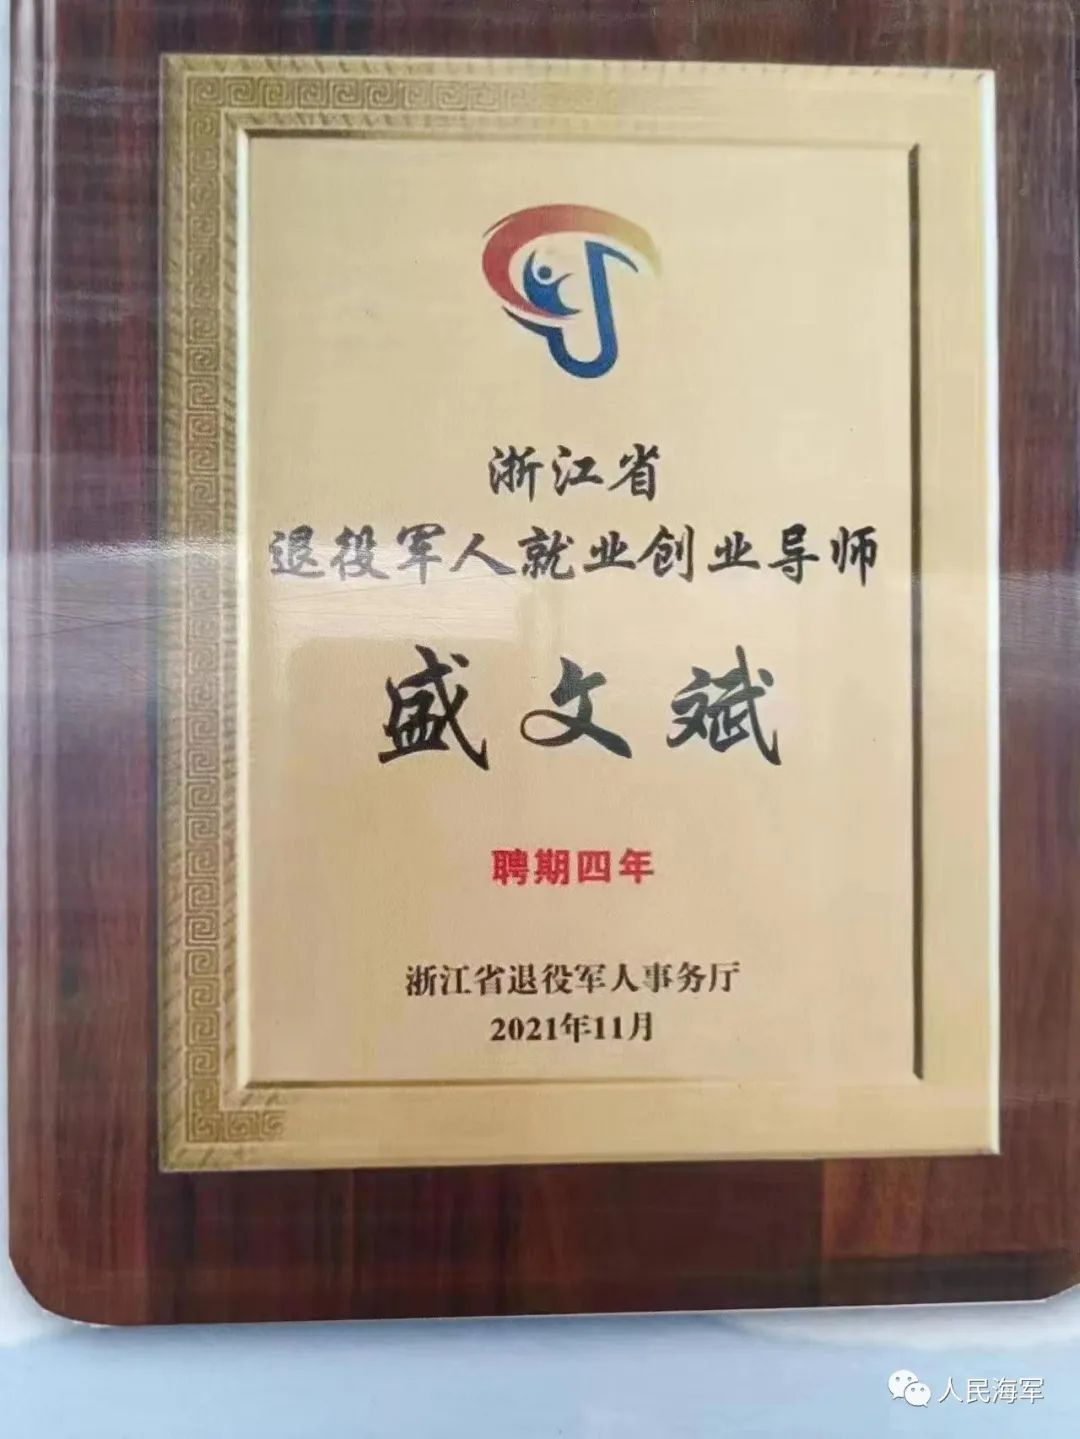 浙江省
退役军人就业创业导师
盛文斌
聘期四年
浙江省退役军人事务厅
2021年11月
人民海军